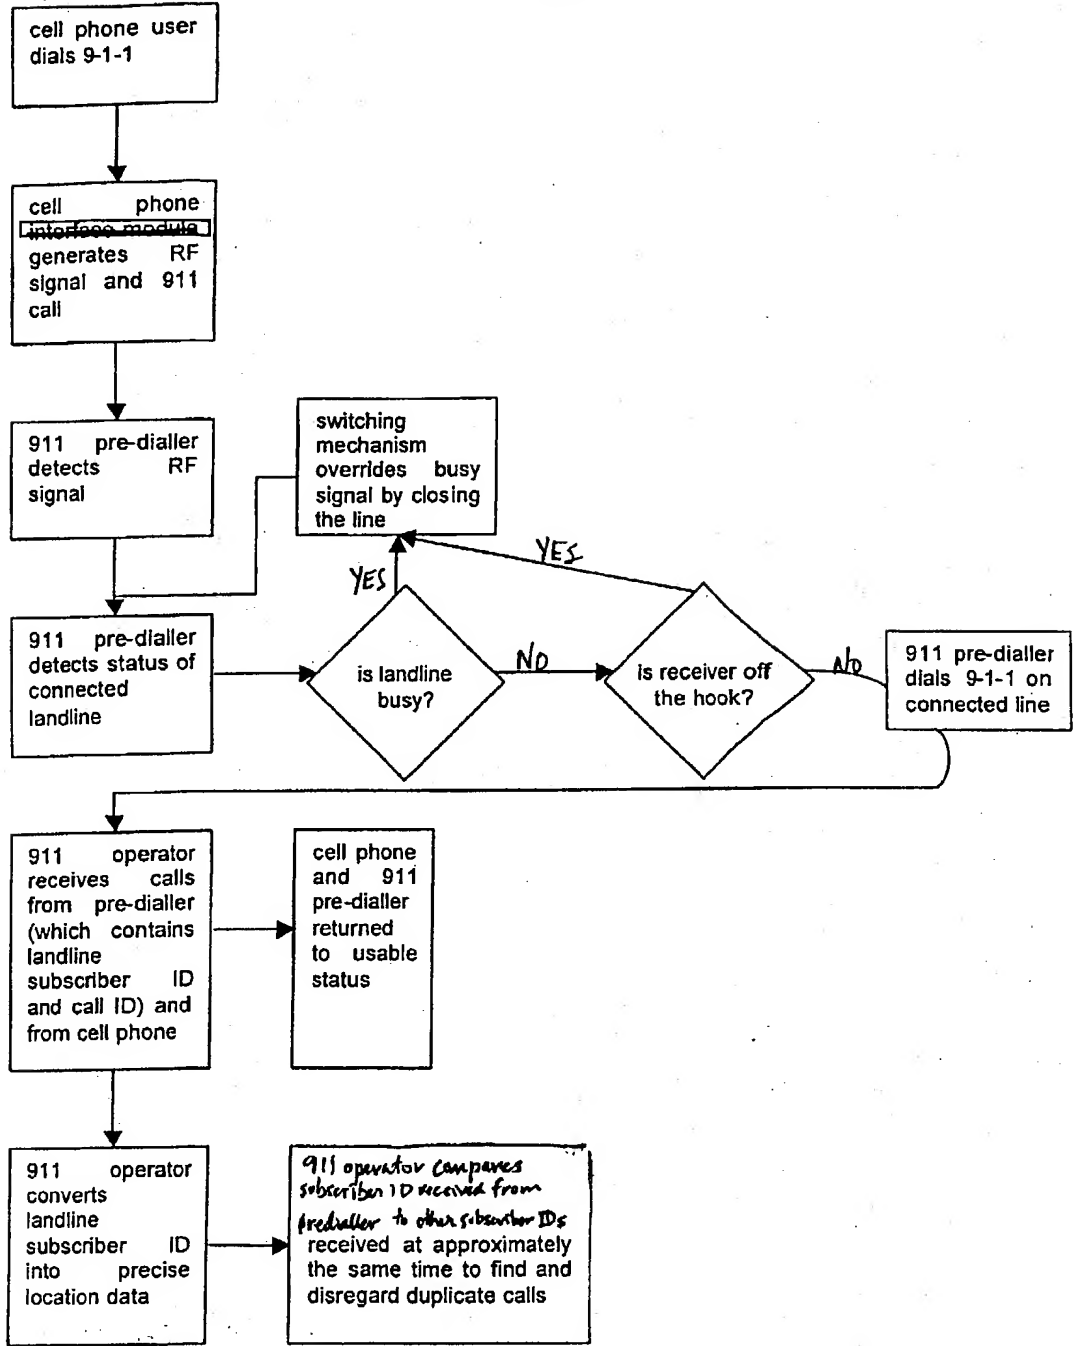 cell phone user
dials 9-1-1
cell phone
interface module
generates RF
signal and 911
call
911 pre-dialler
detects RF
signal
switching
mechanism
overrides busy
signal by closing
the line
YES
YES
911 pre-dialler
detects status of
connected
landline
is landline
busy?
NO
is receiver off
the hook?
NO
911 pre-dialler
dials 9-1-1 on
connected line
911 operator
receives calls
from pre-dialler
(which contains
landline
subscriber ID
and call ID) and
from cell phone
cell phone
and 911
pre-dialler
returned
to usable
status
911 operator
converts
landline
subscriber ID
into precise
location data
911 operator compares
subscriber ID received from
predialler to other subscriber IDs
received at approximately
the same time to find and
disregard duplicate calls